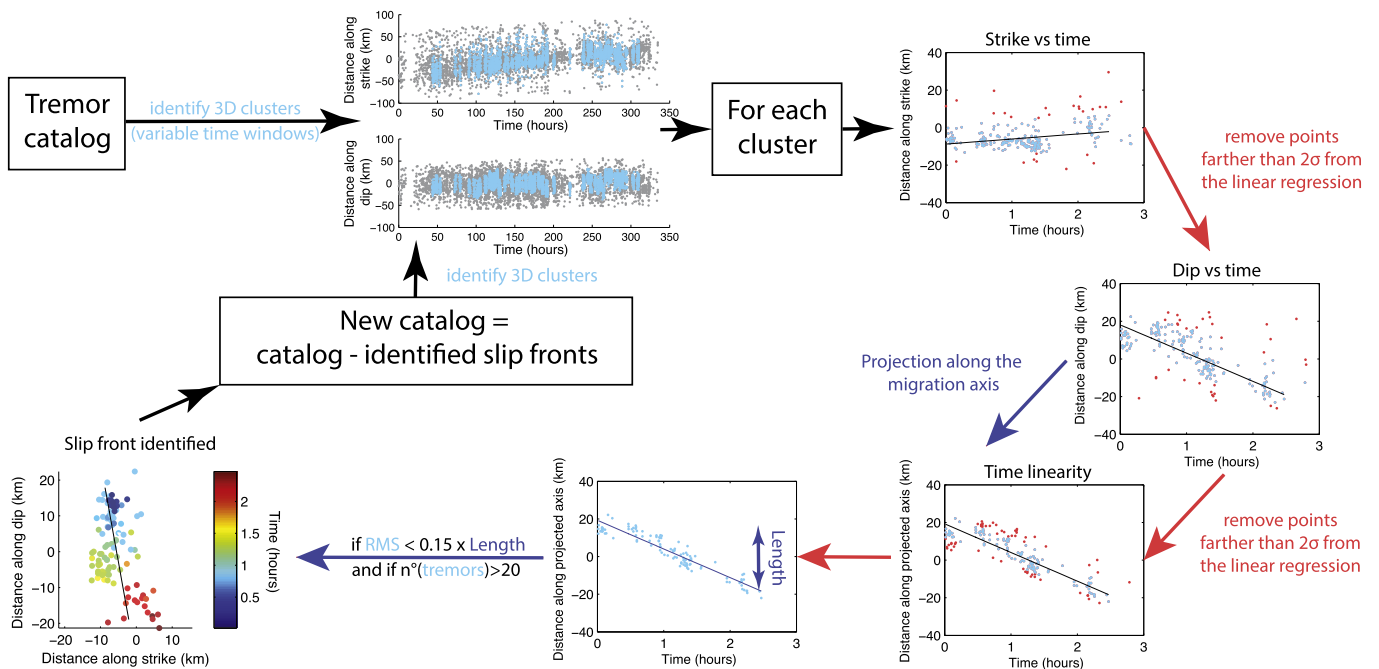 Tremor
catalog
identify 3D clusters
(variable time windows)
Distance along
strike (km)
100
50
0
−50
−100
0 50 100 150 200 250 300 350
Time (hours)
Distance along
dip (km)
100
50
0
−50
−100
0 50 100 150 200 250 300 350
Time (hours)
For each
cluster
Strike vs time
Distance along strike (km)
40
20
0
−20
−40
0 1 2 3
Time (hours)
remove points
farther than 2σ from
the linear regression
Dip vs time
Distance along dip (km)
40
20
0
−20
−40
0 1 2 3
Time (hours)
Projection along the
migration axis
remove points
farther than 2σ from
the linear regression
Time linearity
Distance along projected axis (km)
40
20
0
−20
−40
0 1 2 3
Time (hours)
Distance along projected axis (km)
40
20
0
−20
−40
0 1 2 3
Time (hours)
Length
if RMS < 0.15 x Length
and if n°(tremors)>20
Slip front identified
Distance along dip (km)
20
10
0
−10
−20
−20 −10 0 10
Distance along strike (km)
2
1.5
1
0.5
Time (hours)
New catalog =
catalog - identified slip fronts
identify 3D clusters